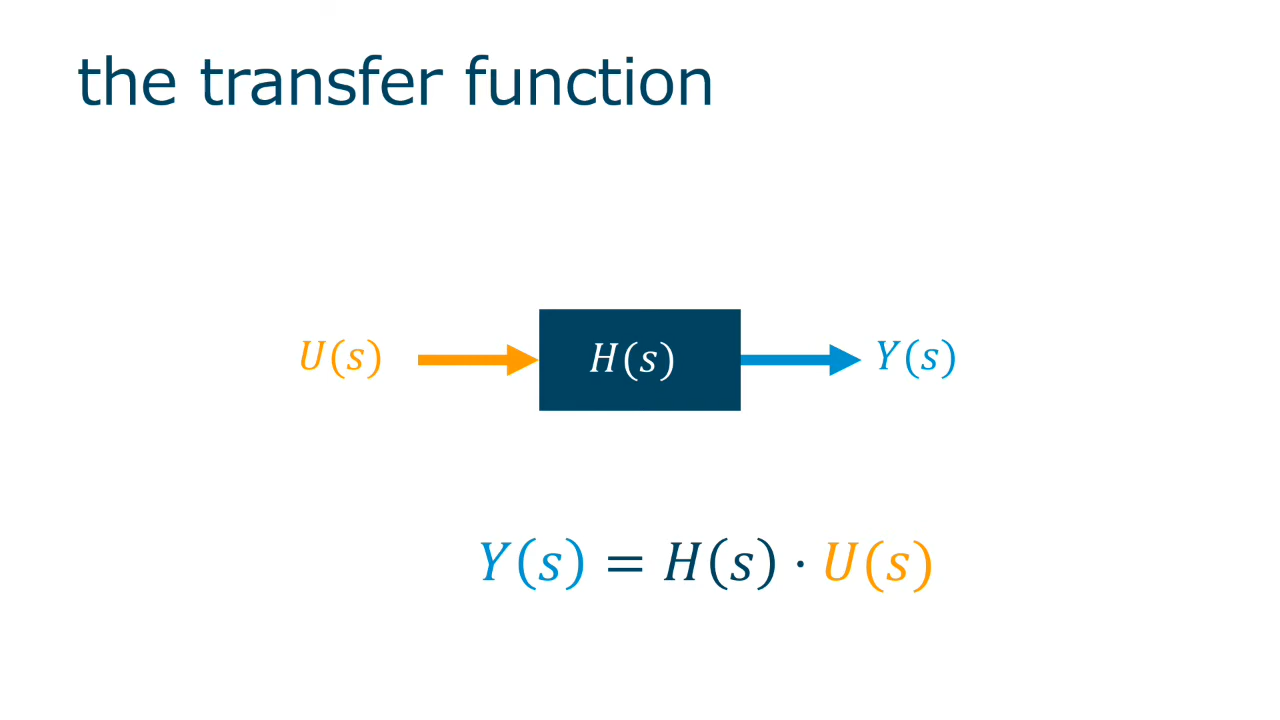 the transfer function
U(s) H(s) Y(s)
Y(s) = H(s) · U(s)